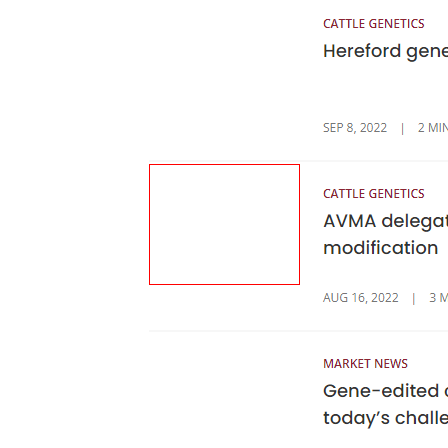 CATTLE GENETICS
Hereford gene
SEP 8, 2022 | 2 MIN
CATTLE GENETICS
AVMA delegat
modification
AUG 16, 2022 | 3 M
MARKET NEWS
Gene-edited
today's challe